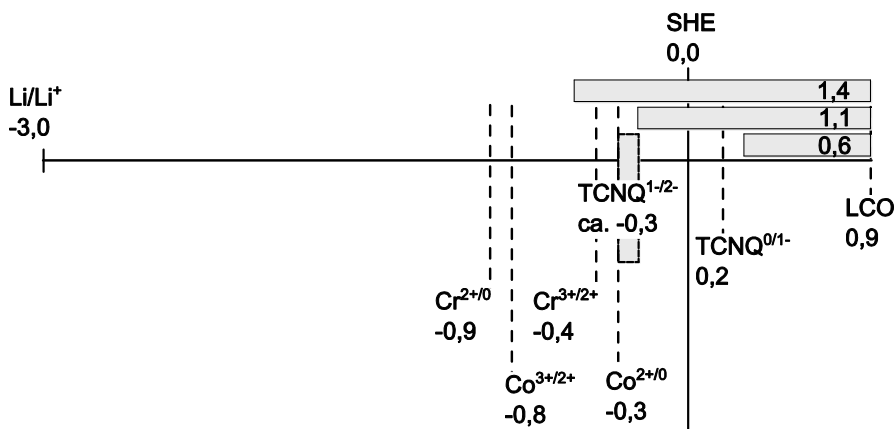 SHE
0,0
Li/Li⁺
-3,0
1,4
1,1
0,6
TCNQ¹⁻/²⁻
ca. -0,3
LCO
0,9
TCNQ⁰/¹⁻
0,2
Cr²⁺/⁰
-0,9
Cr³⁺/²⁺
-0,4
Co³⁺/²⁺
-0,8
Co²⁺/⁰
-0,3